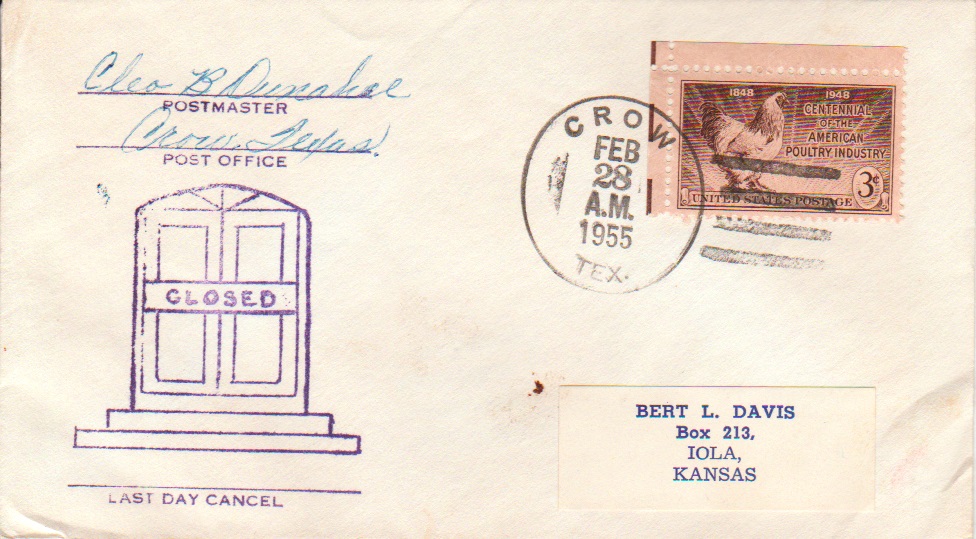 Cleo B Dunahoe
POSTMASTER
Crow, Texas.
POST OFFICE
CLOSED
LAST DAY CANCEL
CROW
FEB
28
A.M.
1955
TEX.
1848 1948
CENTENNIAL
OF THE
AMERICAN
POULTRY INDUSTRY
3¢
UNITED STATES POSTAGE
BERT L. DAVIS
Box 213,
IOLA,
KANSAS